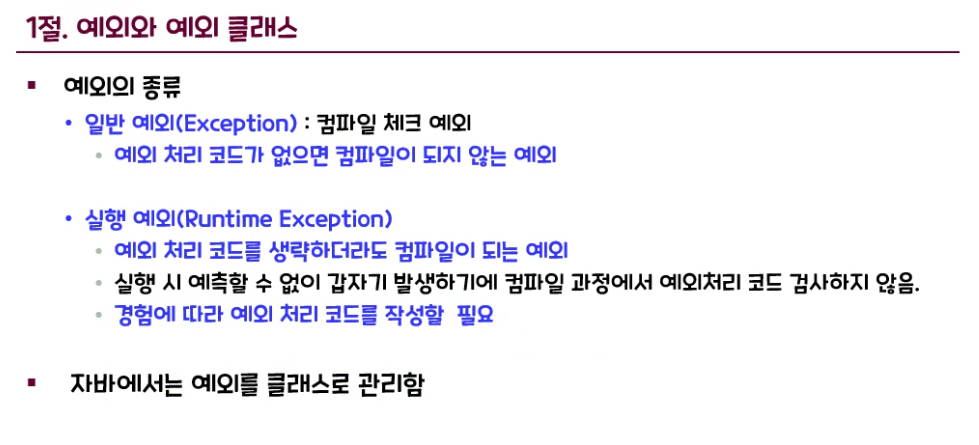 1절. 예외와 예외 클래스
▪ 예외의 종류
• 일반 예외(Exception) : 컴파일 체크 예외
• 예외 처리 코드가 없으면 컴파일이 되지 않는 예외
• 실행 예외(Runtime Exception)
• 예외 처리 코드를 생략하더라도 컴파일이 되는 예외
• 실행 시 예측할 수 없이 갑자기 발생하기에 컴파일 과정에서 예외처리 코드 검사하지 않음.
• 경험에 따라 예외 처리 코드를 작성할 필요
▪ 자바에서는 예외를 클래스로 관리함